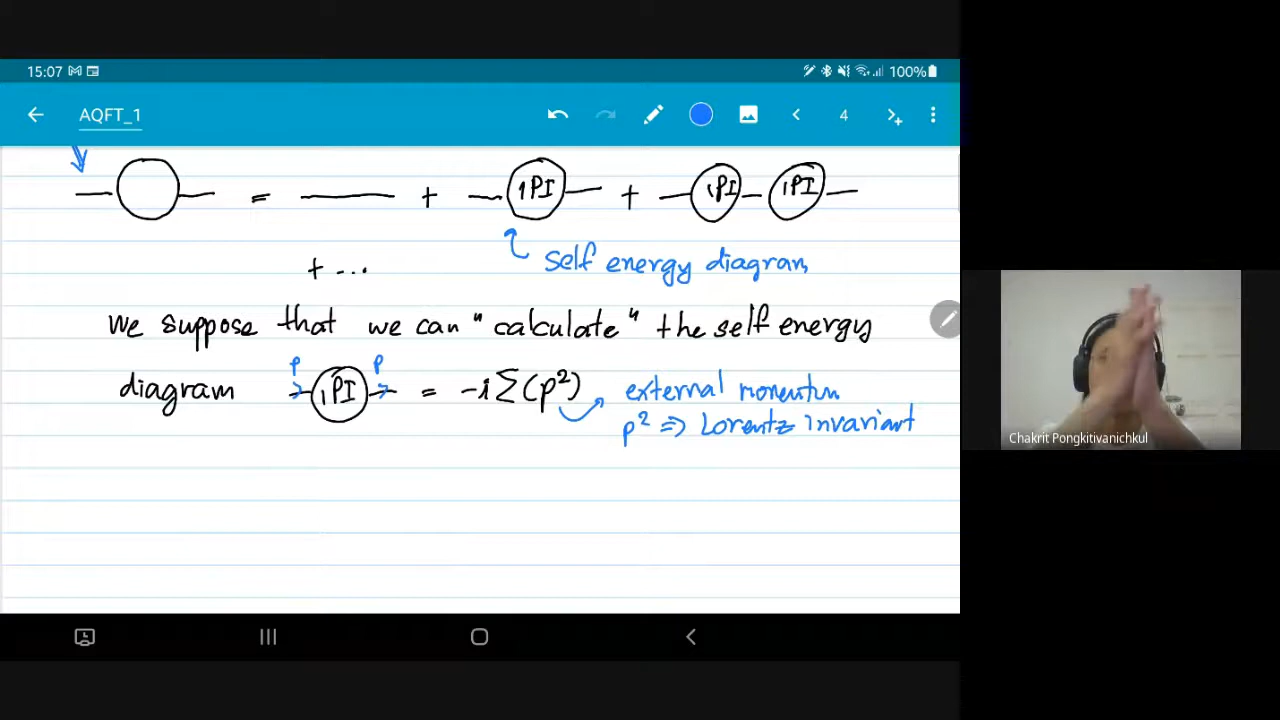 15:07 100%
AQFT_1 4
= + 1PI + 1PI 1PI
+ ...
self energy diagram
We suppose that we can "calculate" the self energy
diagram p 1PI p = -i Σ(p²) external momentum
p² ⇒ Lorentz invariant
Chakrit Pongkitivanichkul